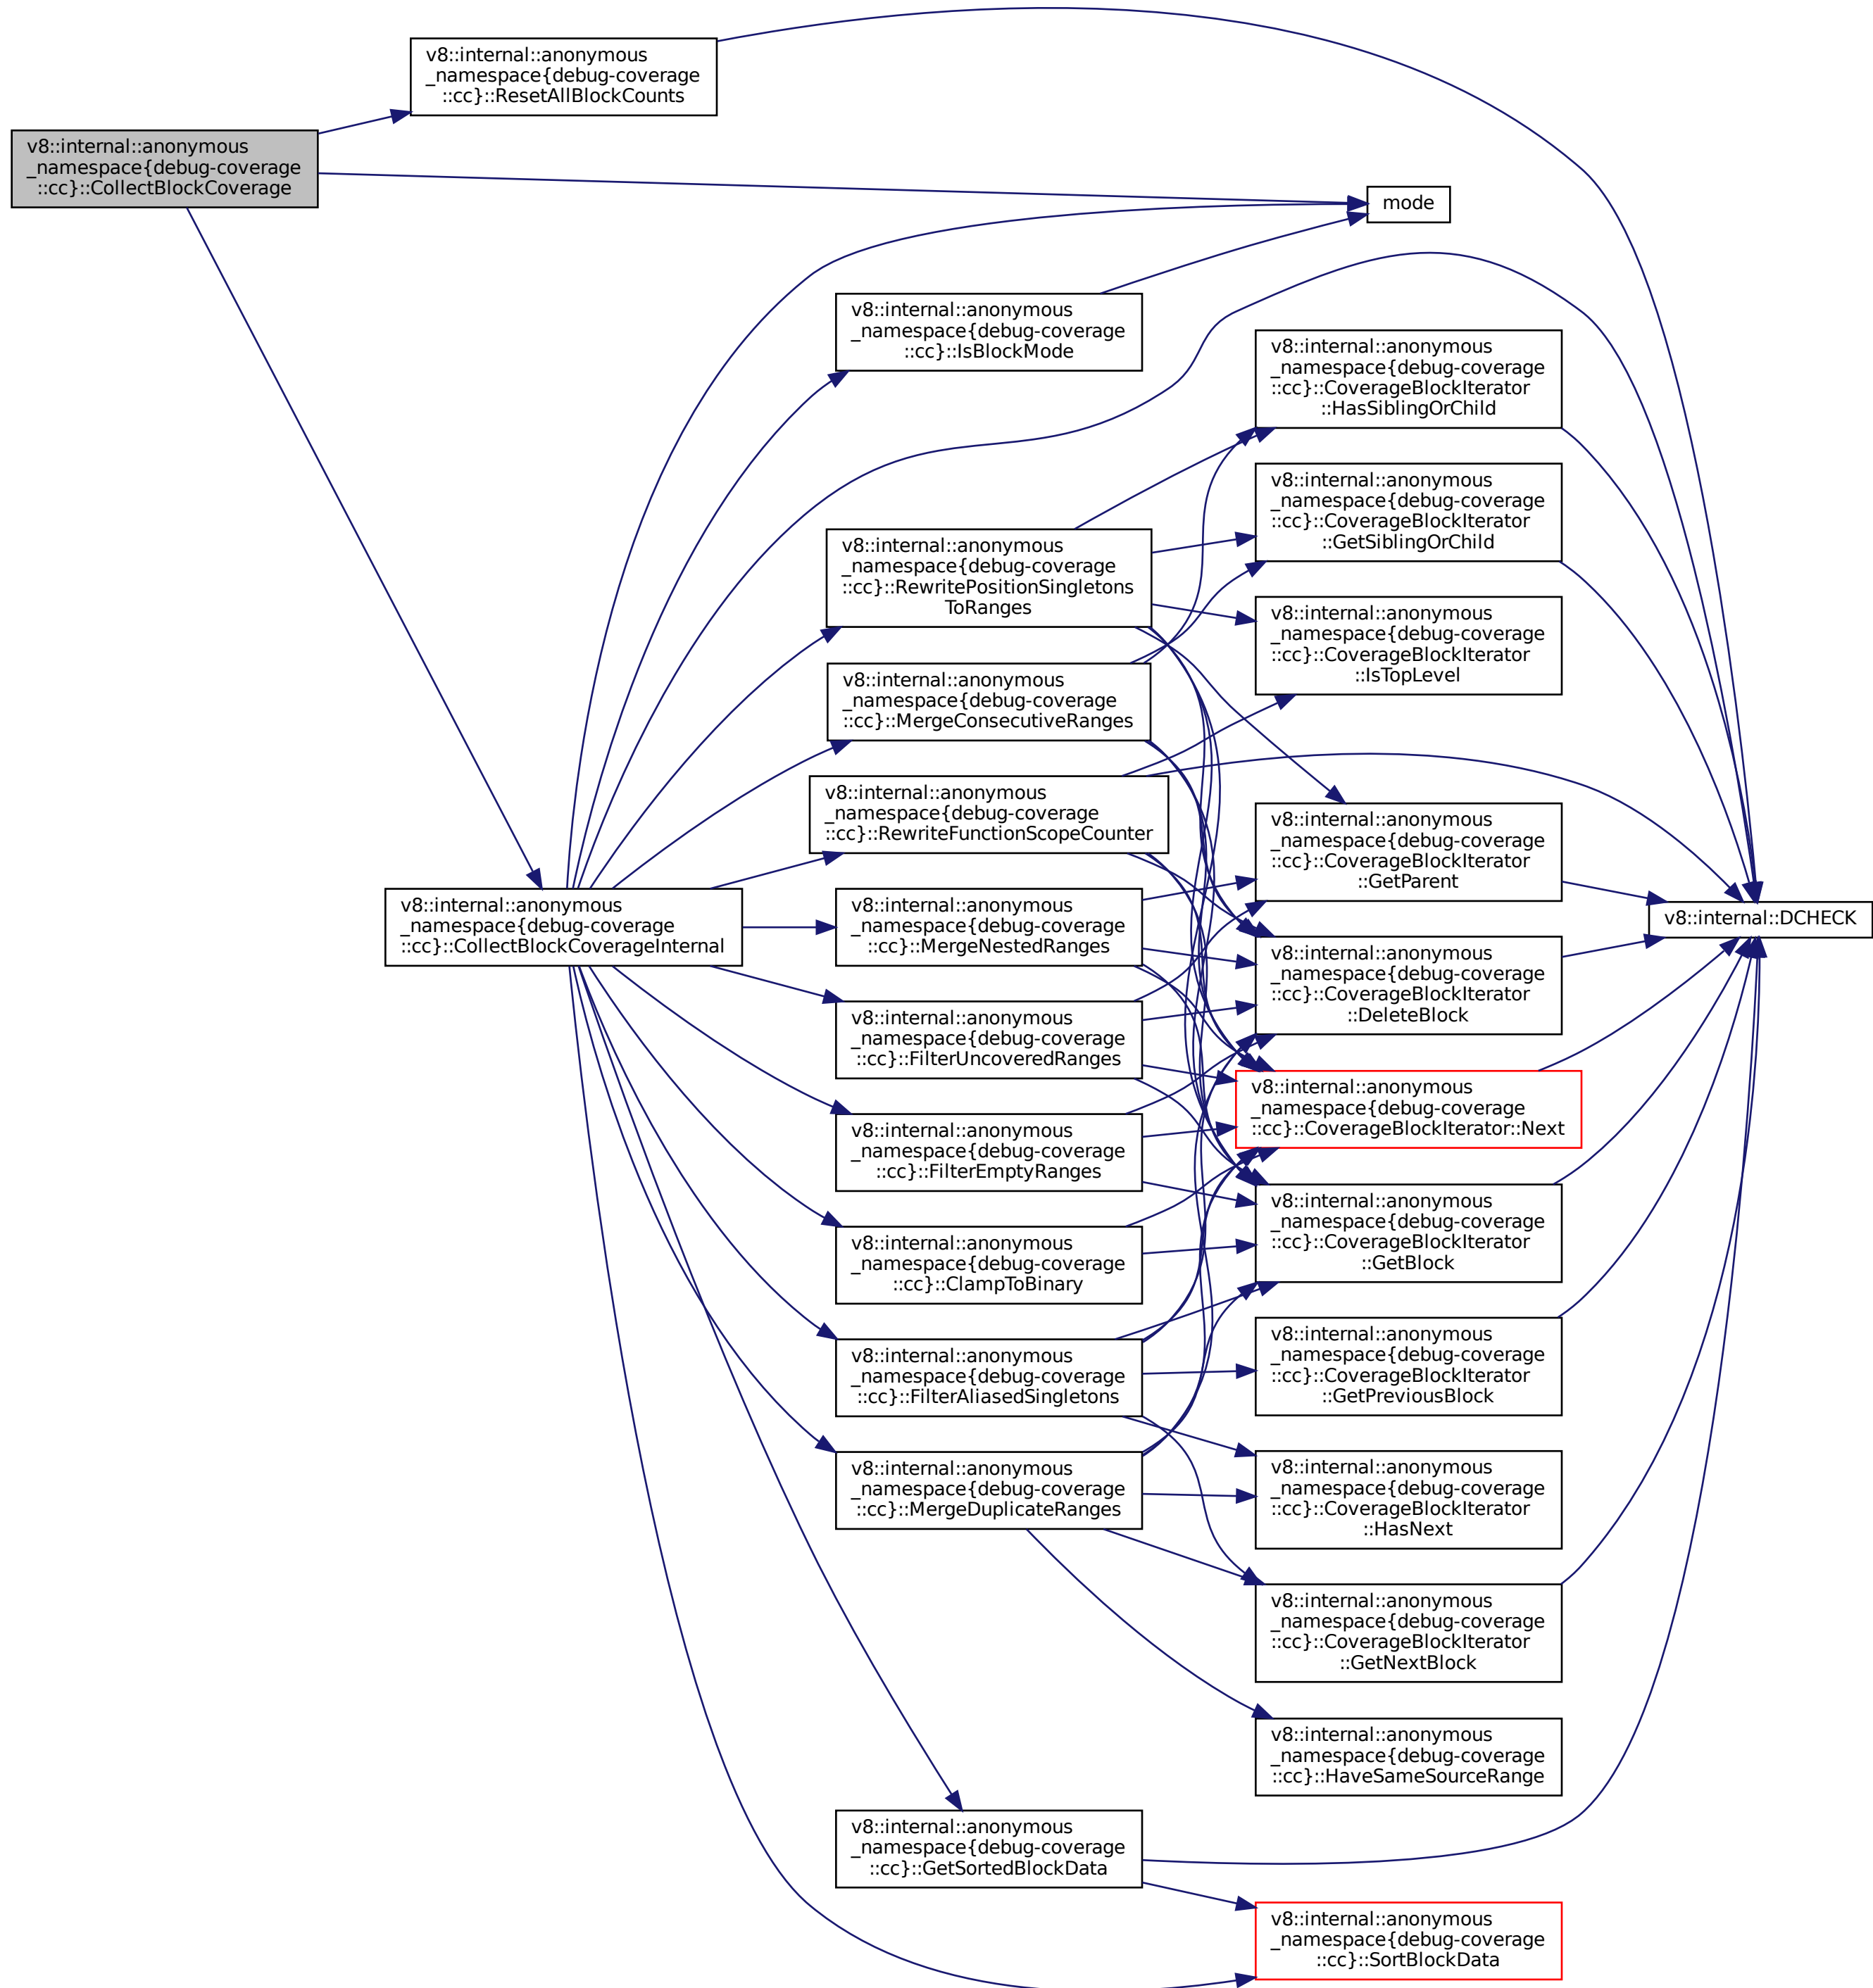 v8::internal::anonymous
_namespace{debug-coverage
::cc}::ResetAllBlockCounts
v8::internal::anonymous
_namespace{debug-coverage
::cc}::CollectBlockCoverage
mode
v8::internal::anonymous
_namespace{debug-coverage
::cc}::IsBlockMode
v8::internal::anonymous
_namespace{debug-coverage
::cc}::CoverageBlockIterator
::HasSiblingOrChild
v8::internal::anonymous
_namespace{debug-coverage
::cc}::CoverageBlockIterator
::GetSiblingOrChild
v8::internal::anonymous
_namespace{debug-coverage
::cc}::RewritePositionSingletons
ToRanges
v8::internal::anonymous
_namespace{debug-coverage
::cc}::CoverageBlockIterator
::IsTopLevel
v8::internal::anonymous
_namespace{debug-coverage
::cc}::MergeConsecutiveRanges
v8::internal::anonymous
_namespace{debug-coverage
::cc}::RewriteFunctionScopeCounter
v8::internal::anonymous
_namespace{debug-coverage
::cc}::CoverageBlockIterator
::GetParent
v8::internal::anonymous
_namespace{debug-coverage
::cc}::CollectBlockCoverageInternal
v8::internal::anonymous
_namespace{debug-coverage
::cc}::MergeNestedRanges
v8::internal::DCHECK
v8::internal::anonymous
_namespace{debug-coverage
::cc}::CoverageBlockIterator
::DeleteBlock
v8::internal::anonymous
_namespace{debug-coverage
::cc}::FilterUncoveredRanges
v8::internal::anonymous
_namespace{debug-coverage
::cc}::CoverageBlockIterator::Next
v8::internal::anonymous
_namespace{debug-coverage
::cc}::FilterEmptyRanges
v8::internal::anonymous
_namespace{debug-coverage
::cc}::CoverageBlockIterator
::GetBlock
v8::internal::anonymous
_namespace{debug-coverage
::cc}::ClampToBinary
v8::internal::anonymous
_namespace{debug-coverage
::cc}::CoverageBlockIterator
::GetPreviousBlock
v8::internal::anonymous
_namespace{debug-coverage
::cc}::FilterAliasedSingletons
v8::internal::anonymous
_namespace{debug-coverage
::cc}::CoverageBlockIterator
::HasNext
v8::internal::anonymous
_namespace{debug-coverage
::cc}::MergeDuplicateRanges
v8::internal::anonymous
_namespace{debug-coverage
::cc}::CoverageBlockIterator
::GetNextBlock
v8::internal::anonymous
_namespace{debug-coverage
::cc}::HaveSameSourceRange
v8::internal::anonymous
_namespace{debug-coverage
::cc}::GetSortedBlockData
v8::internal::anonymous
_namespace{debug-coverage
::cc}::SortBlockData